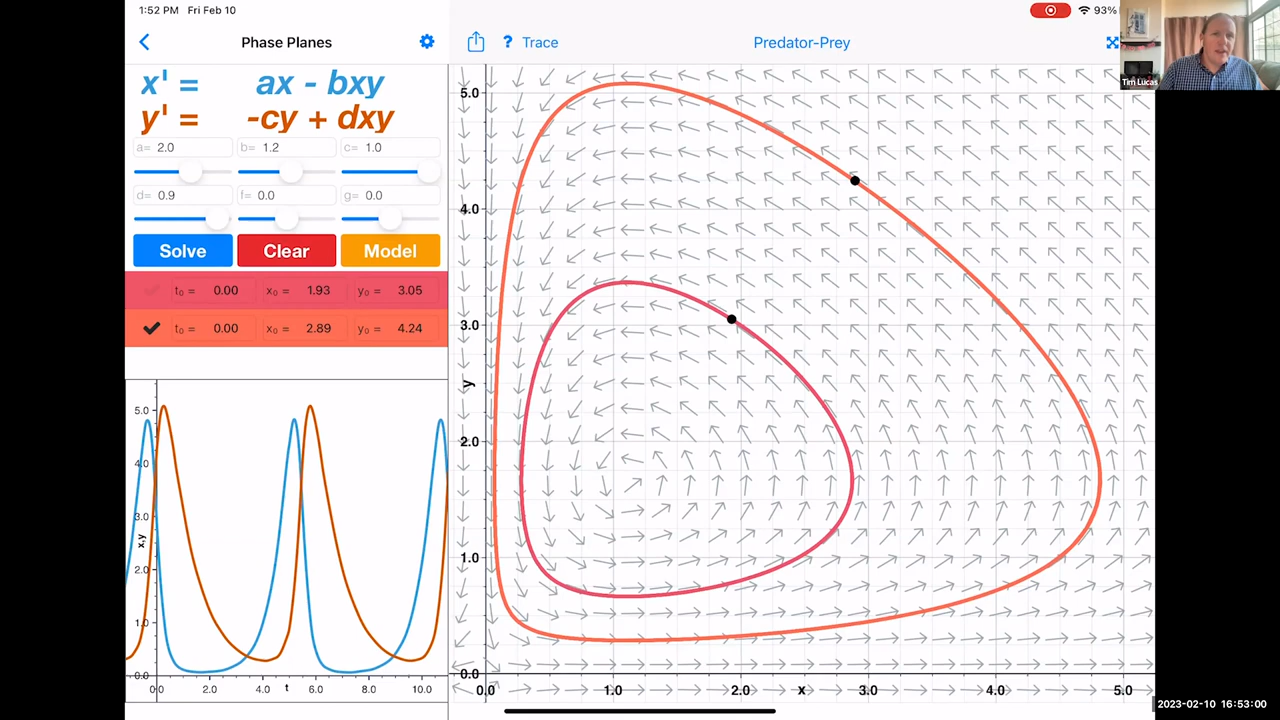 1:52 PM Fri Feb 10
93%
Phase Planes
? Trace
Predator-Prey
Tim Lucas
x' = ax - bxy
y' = -cy + dxy
a= 2.0 b= 1.2 c= 1.0
d= 0.9 f= 0.0 g= 0.0
Solve Clear Model
t₀ = 0.00 x₀ = 1.93 y₀ = 3.05
t₀ = 0.00 x₀ = 2.89 y₀ = 4.24
5.0
4.0
3.0
x,y
2.0
1.0
0.0
0.0 2.0 4.0 t 6.0 8.0 10.0
5.0
4.0
3.0
y
2.0
1.0
0.0
0.0 1.0 2.0 x 3.0 4.0 5.0
2023-02-10 16:53:00